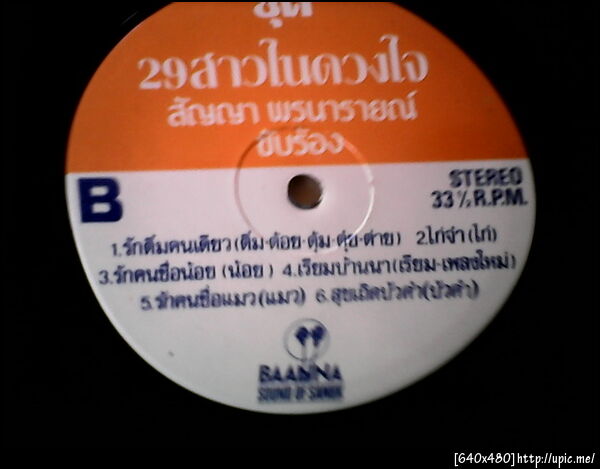 ชุด
29สาวในดวงใจ
สัญญา พรนารายณ์
ขับร้อง
B
STEREO
33⅓ R.P.M.
1.รักติ๋มคนเดียว(ติ๋ม-ต้อย-ตุ้ม-ตุ๋ย-ต่าย) 2.ไก่จ๋า(ไก่)
3.รักคนชื่อน้อย (น้อย) 4.เรียมบ้านนา(เรียม-เพลงใหม่)
5.รักคนชื่อแมว(แมว) 6.สุขเถิดบัวคำ(บัวคำ)
BAANNA
SOUND OF SIAM
[640x480]http://upic.me/